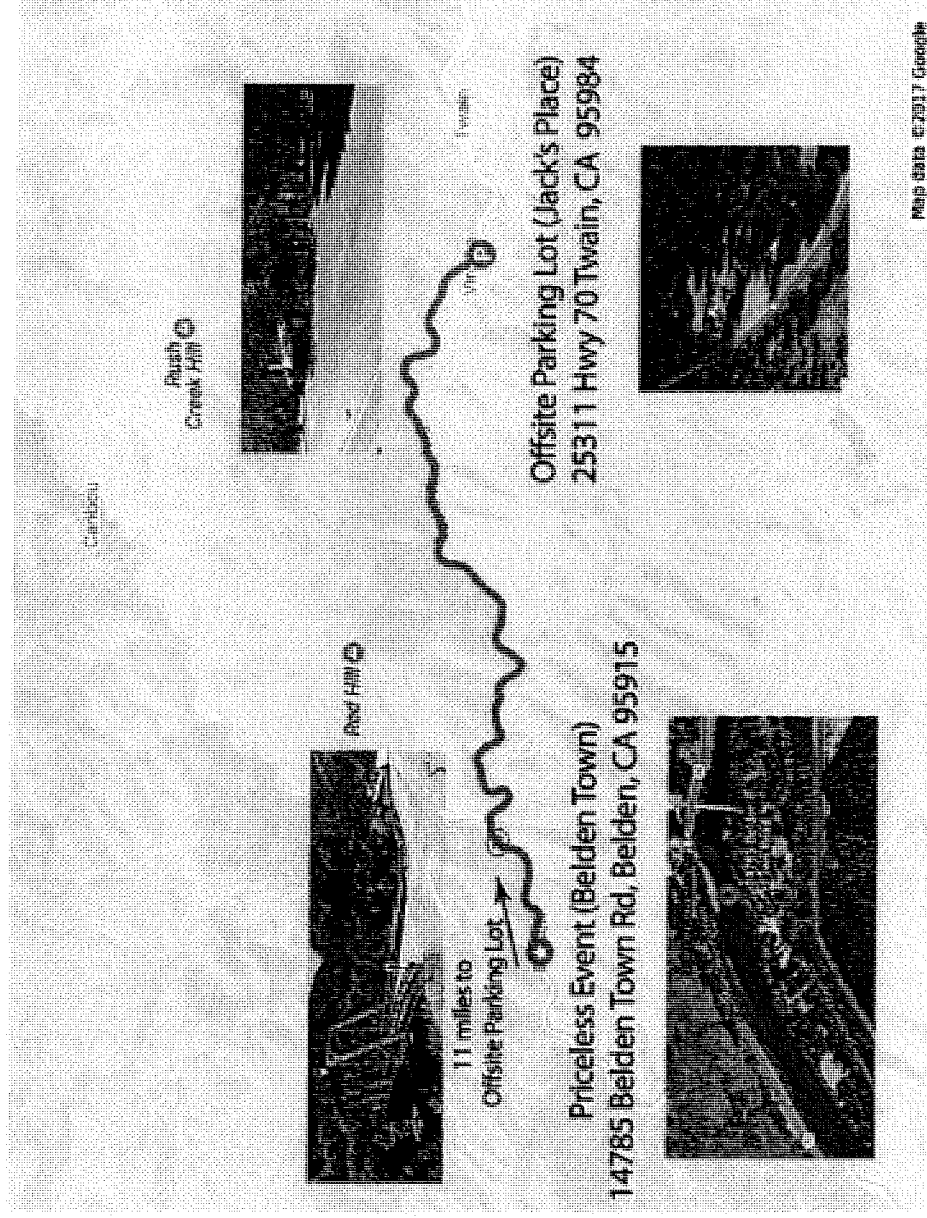 Caribou
Rush
Creek Hill
Red Hill
Twain
11 miles to
Offsite Parking Lot
Offsite Parking Lot (Jack's Place)
25311 Hwy 70 Twain, CA 95984
Priceless Event (Belden Town)
14785 Belden Town Rd, Belden, CA 95915
Map data ©2017 Google